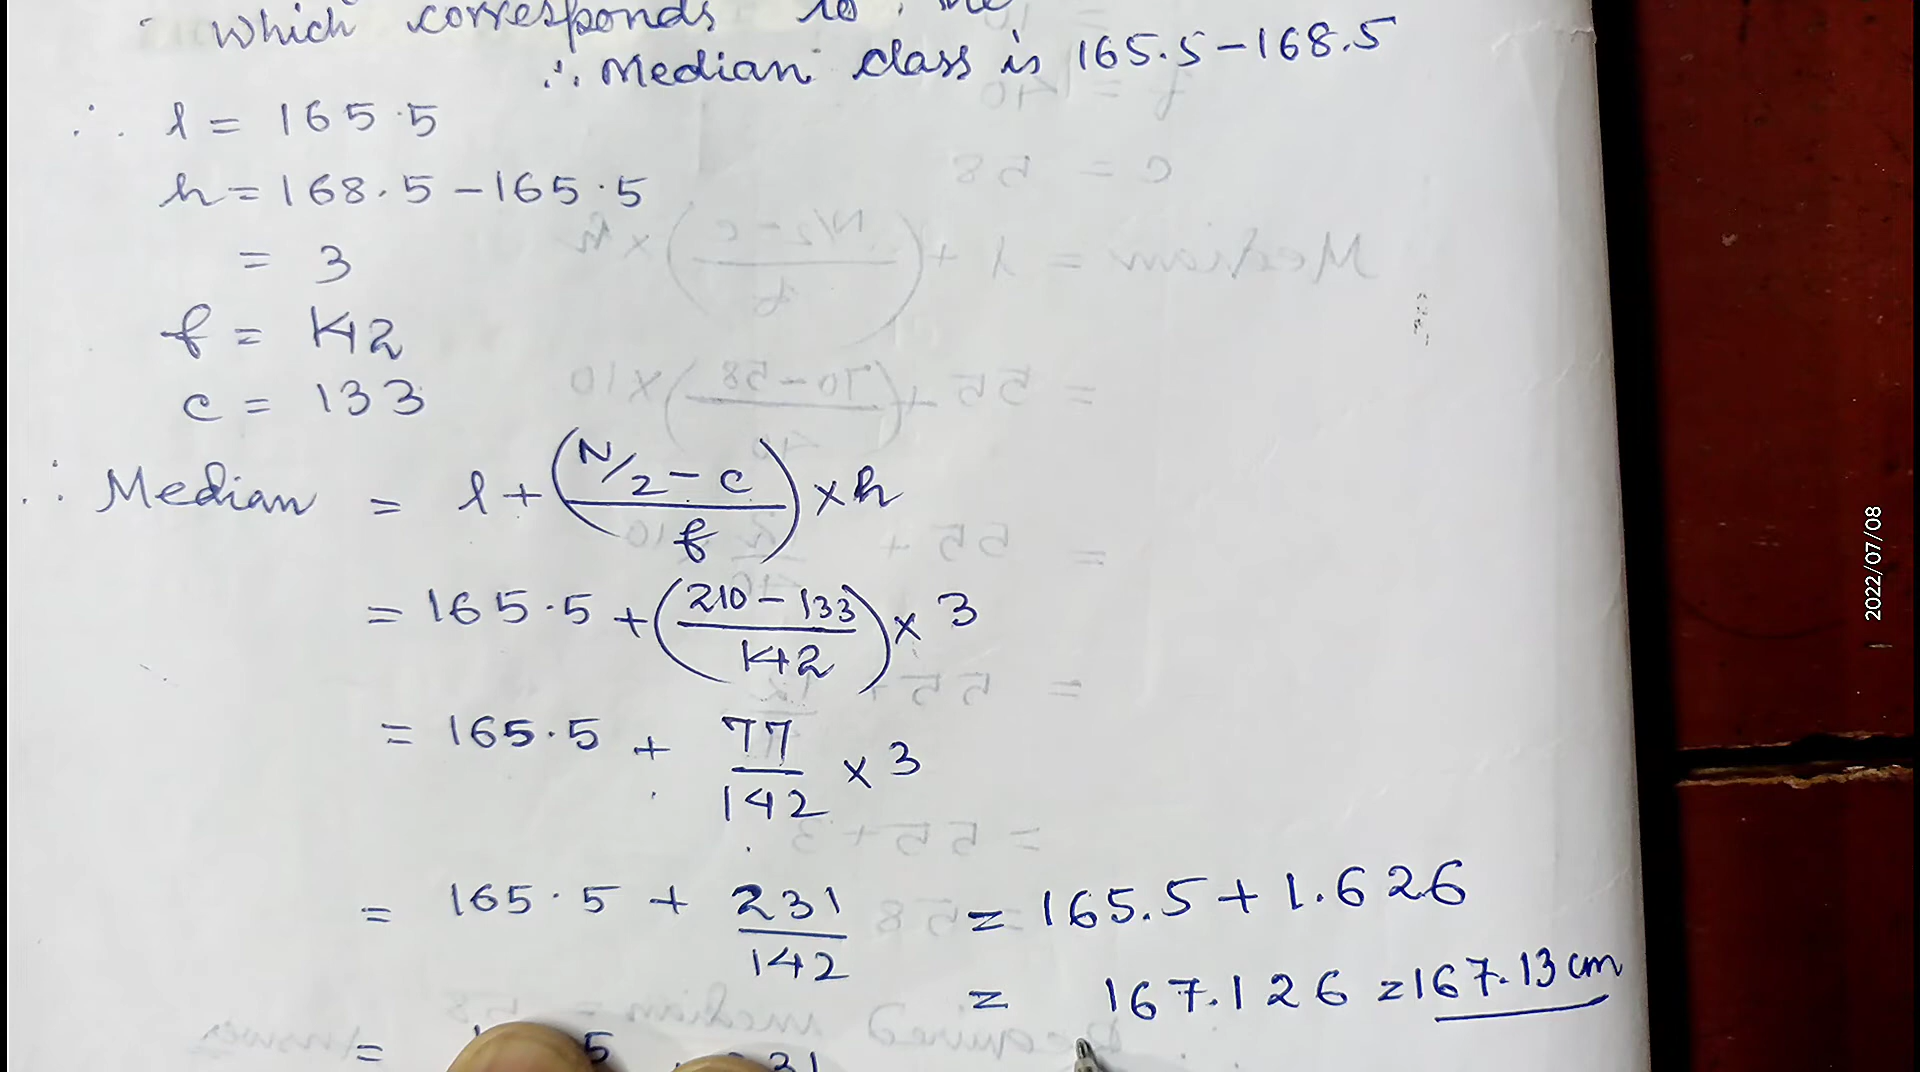 ∴ which corresponds to
∴ Median class is 165.5 – 168.5
∴ l = 165.5
h = 168.5 – 165.5
= 3
f = 142
c = 133
∴ Median = l + (N/2 – c / f) × h
= 165.5 + (210 – 133 / 142) × 3
= 165.5 + 77/142 × 3
= 165.5 + 231/142 = 165.5 + 1.626
= 167.126 = 167.13 cm
2022/07/08